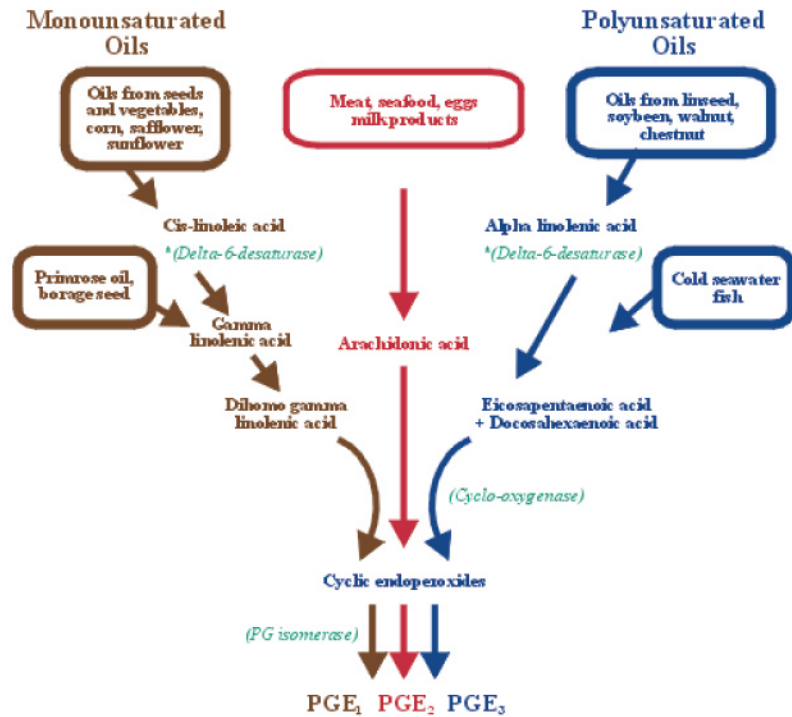 Monounsaturated
Oils
Polyunsaturated
Oils
Oils from seeds
and vegetables,
corn, safflower,
sunflower
Meat, seafood, eggs
milkproducts
Oils from linseed,
soybeen, walnut,
chestnut
Cis-linoleic acid
*(Delta-6-desaturase)
Alpha linolenic acid
*(Delta-6-desaturase)
Primrose oil,
borage seed
Cold seawater
fish
Gamma
linolenic acid
Arachidonic acid
Dihomo gamma
linolenic acid
Eicosapentaenoic acid
+ Docosahexaenoic acid
(Cyclo-oxygenase)
Cyclic endoperoxides
(PG isomerase)
PGE₁ PGE₂ PGE₃